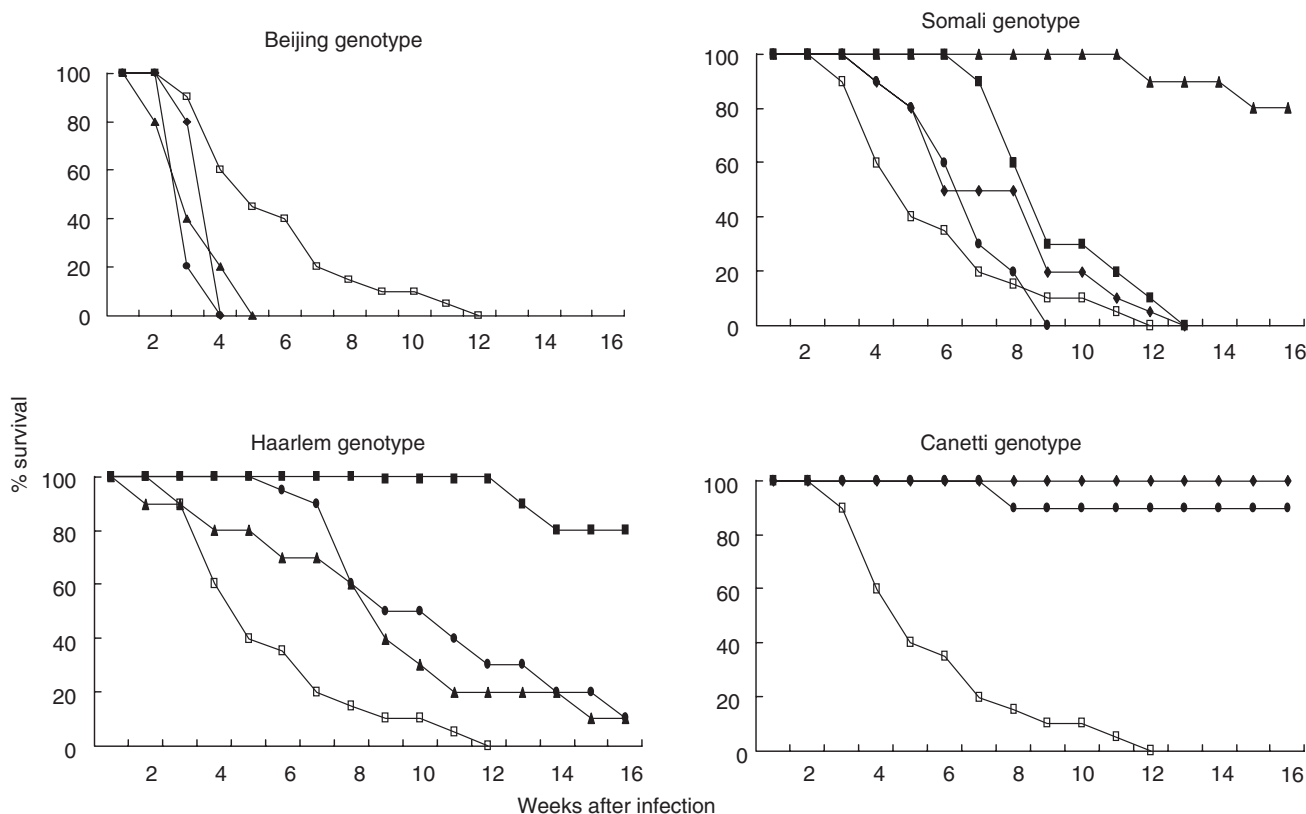 Beijing genotype
100
80
60
40
20
0
2 4 6 8 10 12 14 16
Somali genotype
100
80
60
40
20
0
2 4 6 8 10 12 14 16
% survival
Haarlem genotype
100
80
60
40
20
0
2 4 6 8 10 12 14 16
Canetti genotype
100
80
60
40
20
0
2 4 6 8 10 12 14 16
Weeks after infection